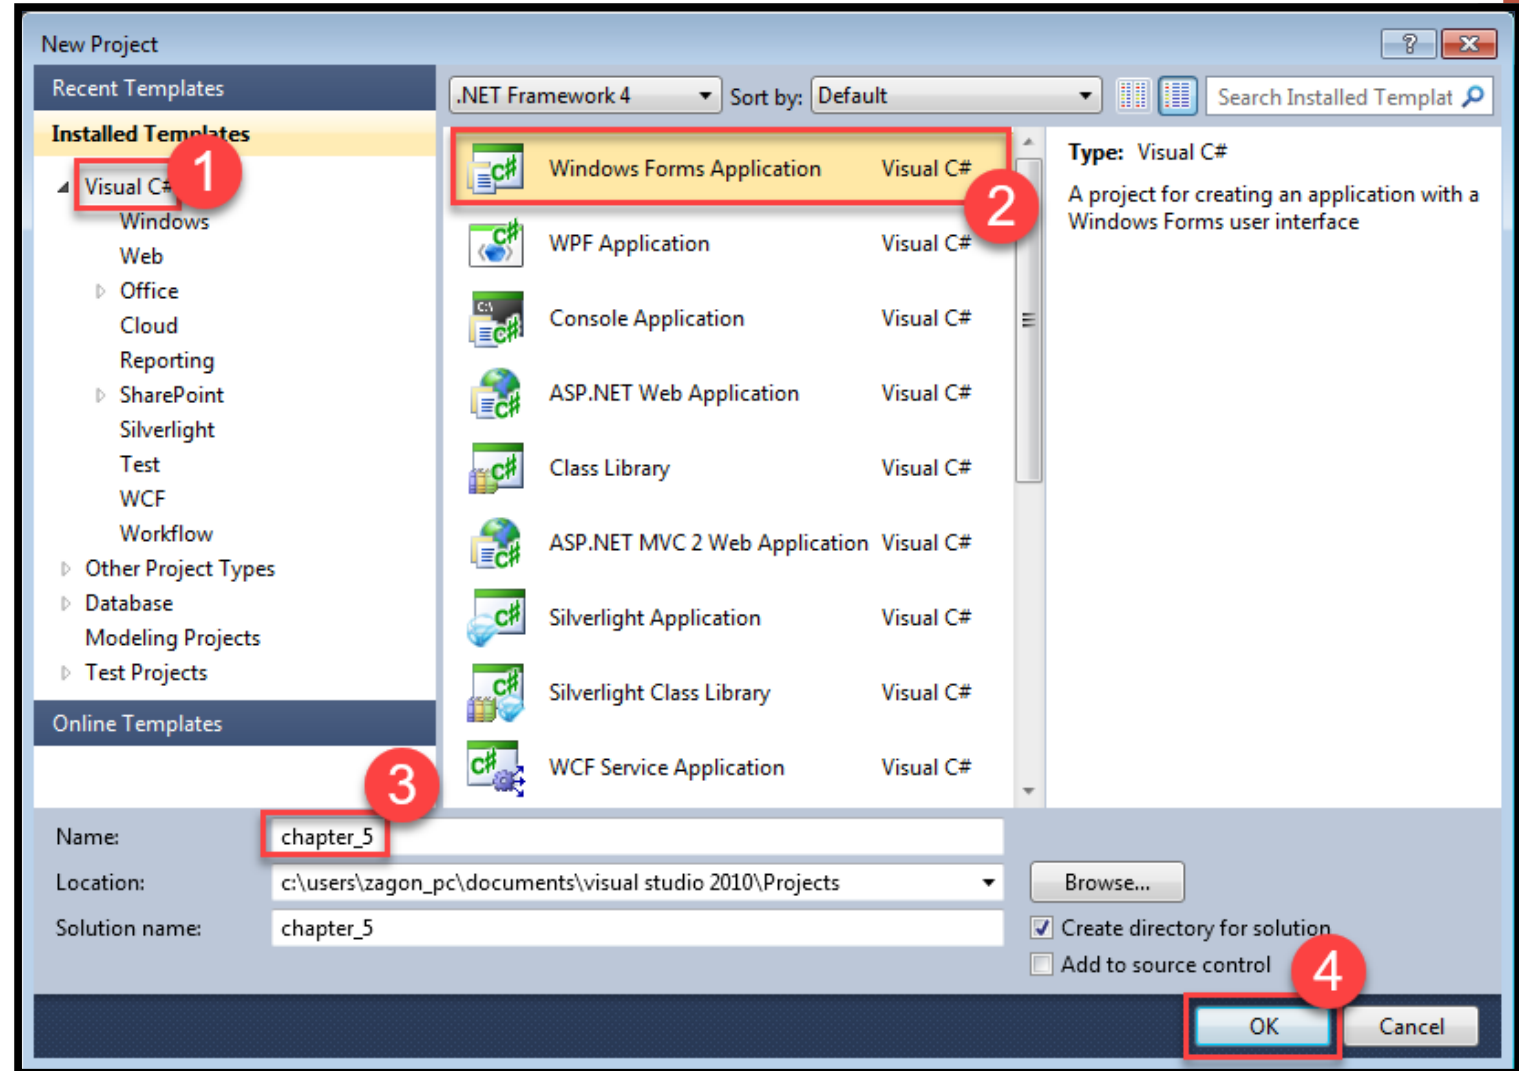 New Project
Recent Templates
.NET Framework 4
Sort by:
Default
Search Installed Templat
Installed Templates
1
Visual C#
Windows
Web
Office
Cloud
Reporting
SharePoint
Silverlight
Test
WCF
Workflow
Other Project Types
Database
Modeling Projects
Test Projects
Online Templates
Windows Forms Application Visual C#
2
WPF Application Visual C#
Console Application Visual C#
ASP.NET Web Application Visual C#
Class Library Visual C#
ASP.NET MVC 2 Web Application Visual C#
Silverlight Application Visual C#
Silverlight Class Library Visual C#
WCF Service Application Visual C#
Type: Visual C#
A project for creating an application with a
Windows Forms user interface
3
Name: chapter_5
Location: c:\users\zagon_pc\documents\visual studio 2010\Projects
Browse...
Solution name: chapter_5
Create directory for solution
Add to source control
4
OK
Cancel